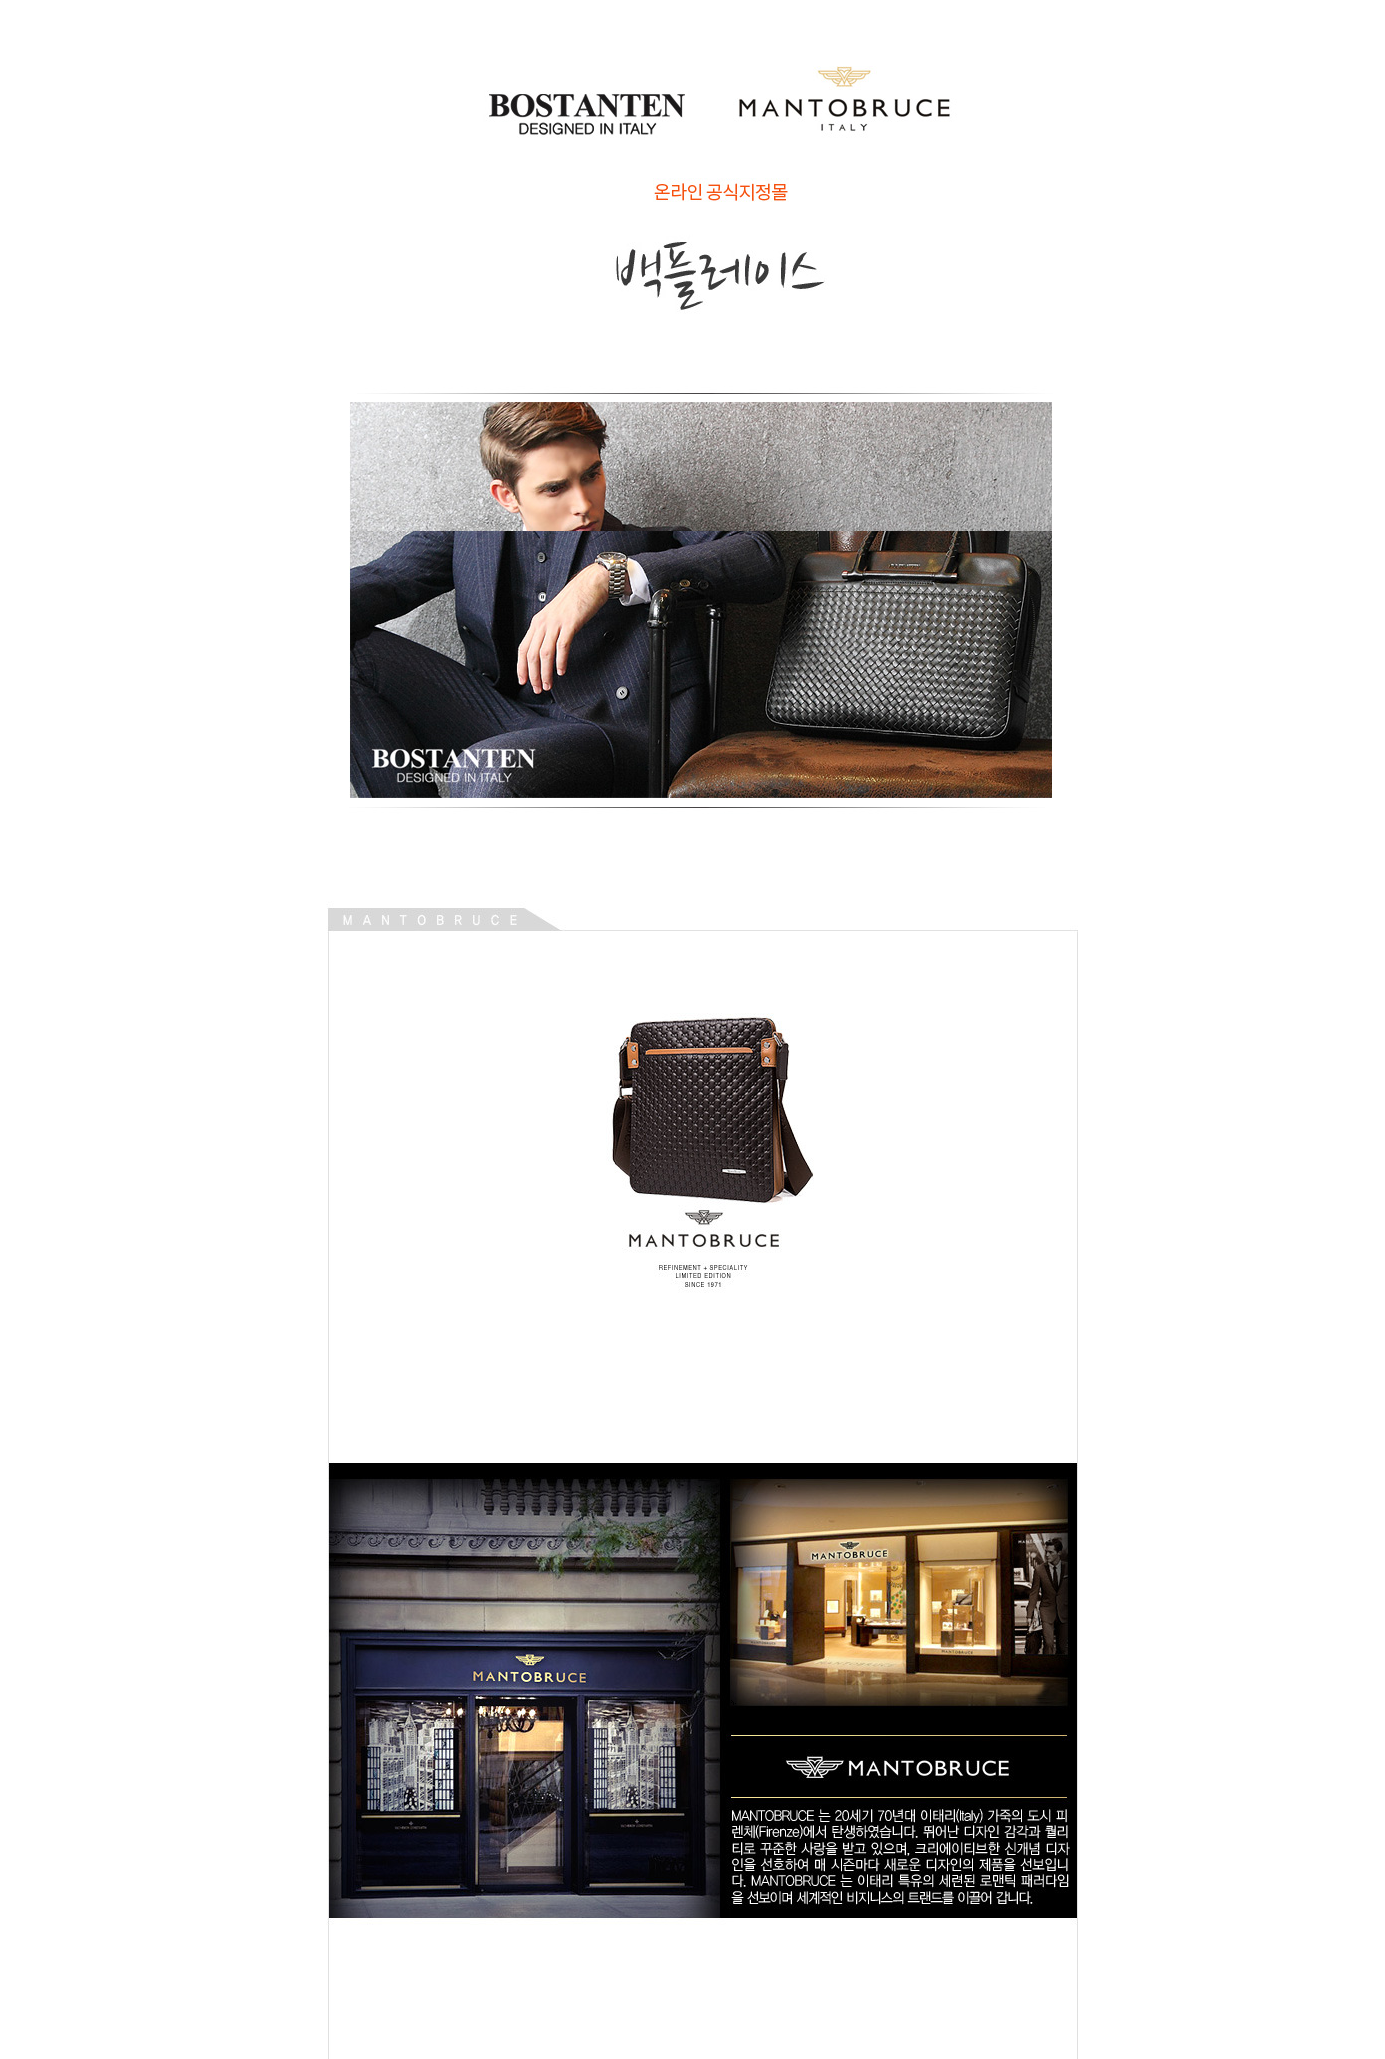 BOSTANTEN
DESIGNED IN ITALY
MANTOBRUCE
ITALY
온라인 공식지정몰
백플레이스
BOSTANTEN
DESIGNED IN ITALY
MANTOBRUCE
MANTOBRUCE
REFINEMENT + SPECIALITY
LIMITED EDITION
SINCE 1971
MANTOBRUCE
MANTOBRUCE
MANTOBRUCE
MANTOBRUCE
MANTOBRUCE 는 20세기 70년대 이태리(Italy) 가죽의 도시 피
렌체(Firenze)에서 탄생하였습니다. 뛰어난 디자인 감각과 퀄리
티로 꾸준한 사랑을 받고 있으며, 크리에이티브한 신개념 디자
인을 선호하여 매 시즌마다 새로운 디자인의 제품을 선보입니
다. MANTOBRUCE 는 이태리 특유의 세련된 로맨틱 패러다임
을 선보이며 세계적인 비지니스의 트랜드를 이끌어 갑니다.